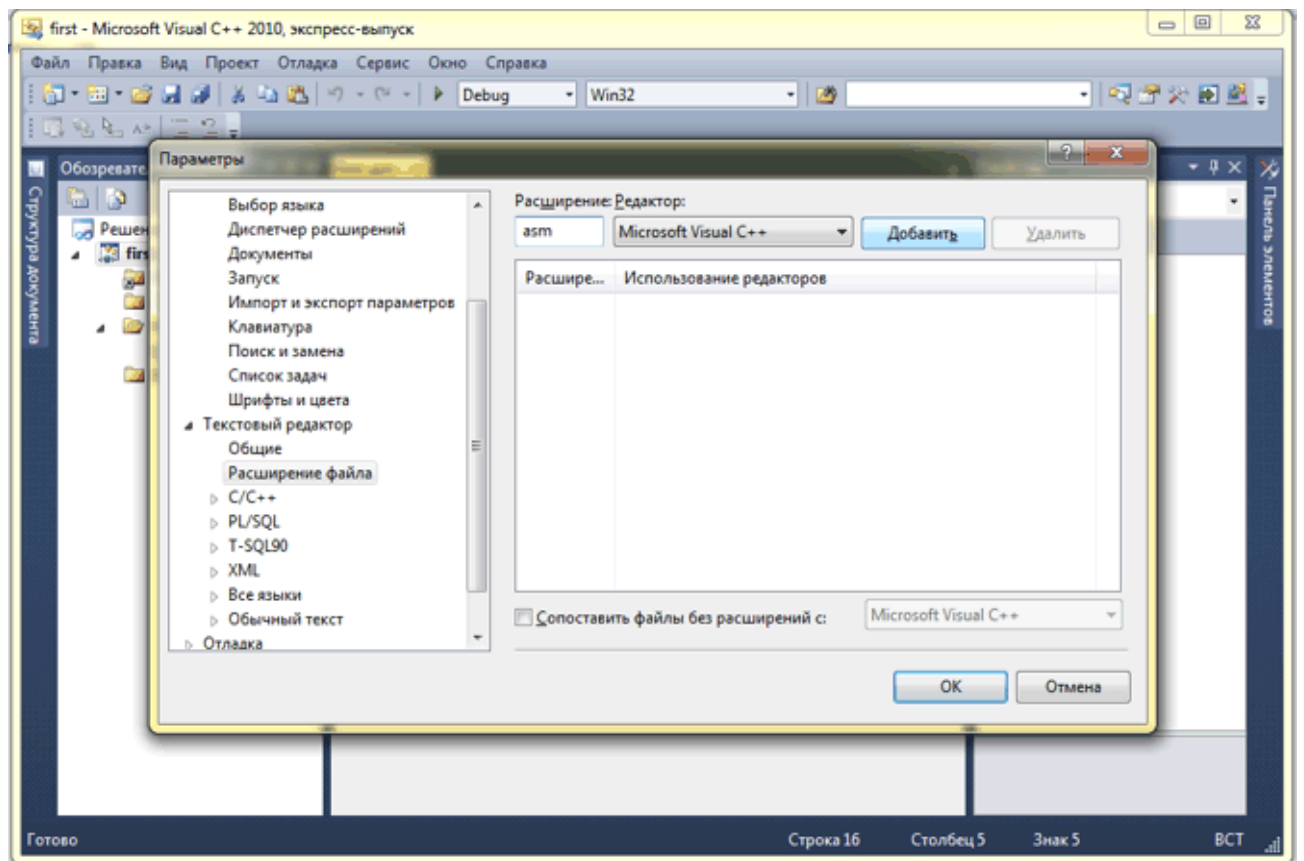 first - Microsoft Visual C++ 2010, экспресс-выпуск
Файл Правка Вид Проект Отладка Сервис Окно Справка
Debug Win32
Параметры
Структура документа
Панель элементов
Выбор языка
Диспетчер расширений
Документы
Запуск
Импорт и экспорт параметров
Клавиатура
Поиск и замена
Список задач
Шрифты и цвета
Текстовый редактор
Общие
Расширение файла
C/C++
PL/SQL
T-SQL90
XML
Все языки
Обычный текст
Отладка
Расширение: Редактор:
asm Microsoft Visual C++ Добавить Удалить
Расшире... Использование редакторов
Сопоставить файлы без расширений с: Microsoft Visual C++
OK Отмена
Готово Строка 16 Столбец 5 Знак 5 ВСТ